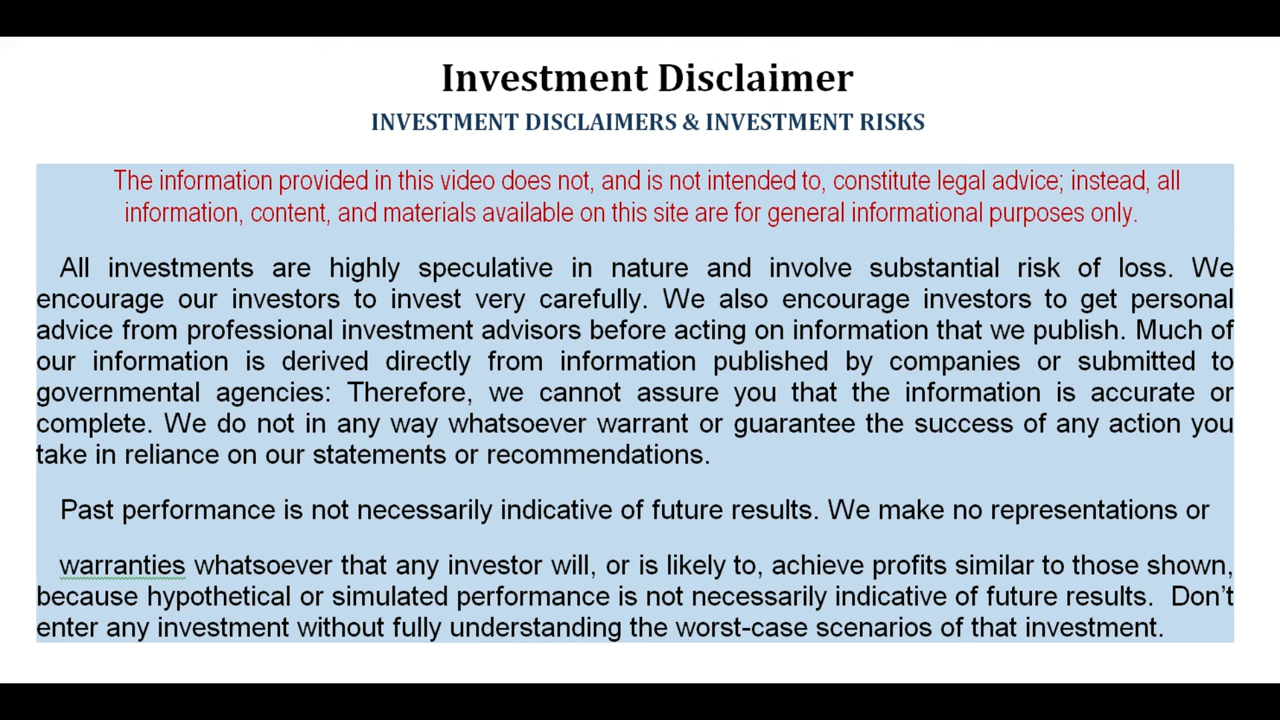 Investment Disclaimer
INVESTMENT DISCLAIMERS & INVESTMENT RISKS
The information provided in this video does not, and is not intended to, constitute legal advice; instead, all
information, content, and materials available on this site are for general informational purposes only.
All investments are highly speculative in nature and involve substantial risk of loss. We
encourage our investors to invest very carefully. We also encourage investors to get personal
advice from professional investment advisors before acting on information that we publish. Much of
our information is derived directly from information published by companies or submitted to
governmental agencies: Therefore, we cannot assure you that the information is accurate or
complete. We do not in any way whatsoever warrant or guarantee the success of any action you
take in reliance on our statements or recommendations.
Past performance is not necessarily indicative of future results. We make no representations or
warranties whatsoever that any investor will, or is likely to, achieve profits similar to those shown,
because hypothetical or simulated performance is not necessarily indicative of future results.  Don’t
enter any investment without fully understanding the worst-case scenarios of that investment.